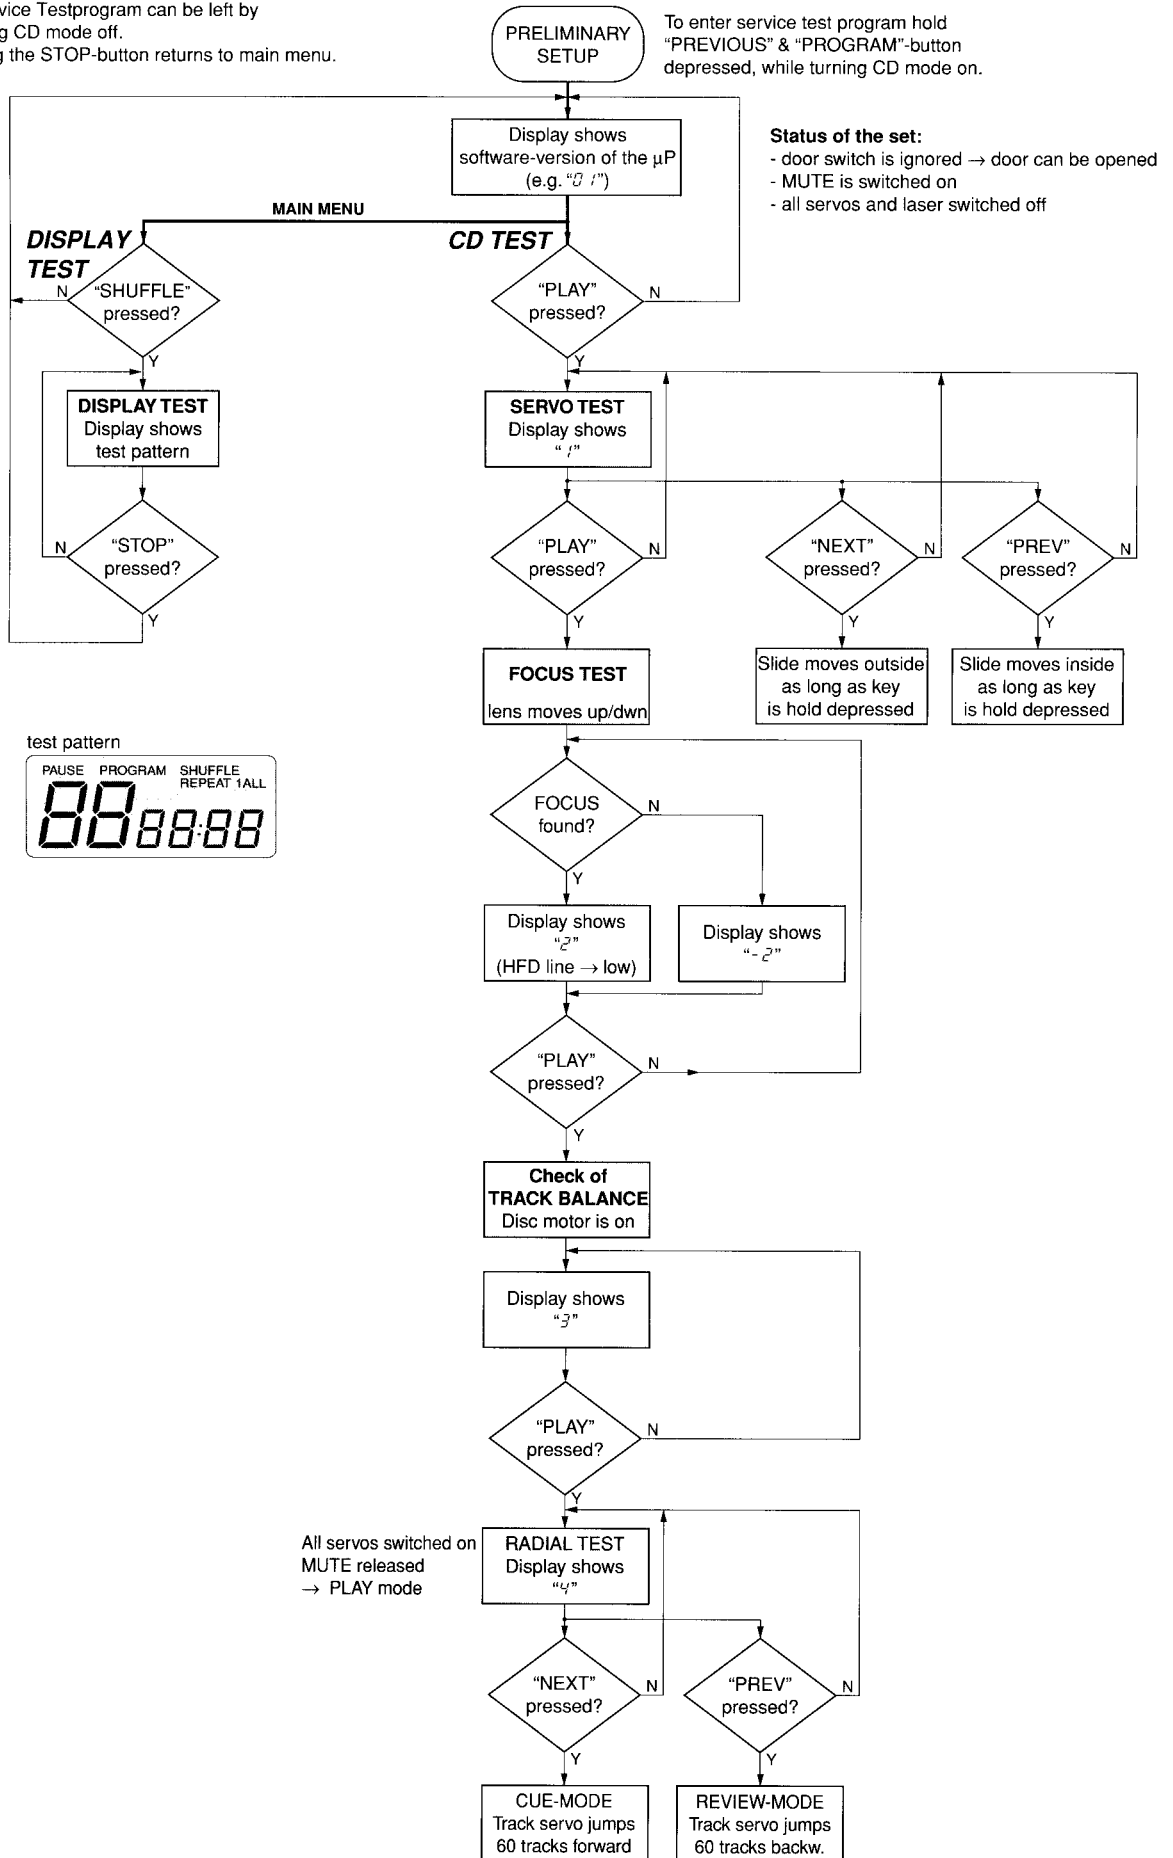 Testprogram can be left by
CD mode off.
the STOP-button returns to main menu.
PRELIMINARY
SETUP
To enter service test program hold
“PREVIOUS” & “PROGRAM”-button
depressed, while turning CD mode on.
Display shows
software-version of the µP
(e.g. “01”)
Status of the set:
- door switch is ignored → door can be opened
- MUTE is switched on
- all servos and laser switched off
MAIN MENU
DISPLAY
TEST
CD TEST
“SHUFFLE”
pressed?
N
Y
“PLAY”
pressed?
N
Y
DISPLAY TEST
Display shows
test pattern
SERVO TEST
Display shows
“1”
“STOP”
pressed?
N
Y
“PLAY”
pressed?
N
Y
“NEXT”
pressed?
N
Y
“PREV”
pressed?
N
Y
FOCUS TEST
lens moves up/dwn
Slide moves outside
as long as key
is hold depressed
Slide moves inside
as long as key
is hold depressed
test pattern
PAUSE PROGRAM SHUFFLE
REPEAT 1ALL
88 88:88
FOCUS
found?
N
Y
Display shows
“2”
(HFD line → low)
Display shows
“-2”
“PLAY”
pressed?
N
Y
Check of
TRACK BALANCE
Disc motor is on
Display shows
“3”
“PLAY”
pressed?
N
Y
All servos switched on
MUTE released
→ PLAY mode
RADIAL TEST
Display shows
“4”
“NEXT”
pressed?
N
Y
“PREV”
pressed?
N
Y
CUE-MODE
Track servo jumps
60 tracks forward
REVIEW-MODE
Track servo jumps
60 tracks backw.